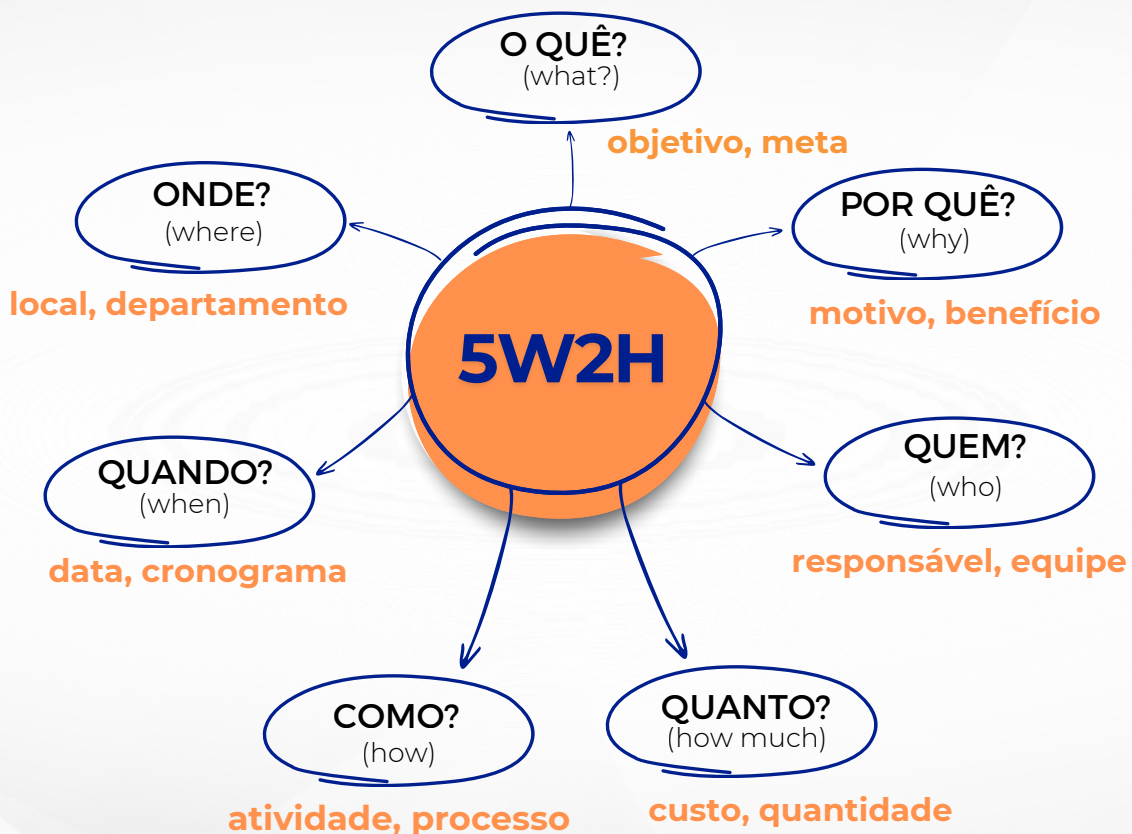 O QUÊ?
(what?)
objetivo, meta
ONDE?
(where)
local, departamento
POR QUÊ?
(why)
motivo, benefício
5W2H
QUANDO?
(when)
data, cronograma
QUEM?
(who)
responsável, equipe
COMO?
(how)
atividade, processo
QUANTO?
(how much)
custo, quantidade